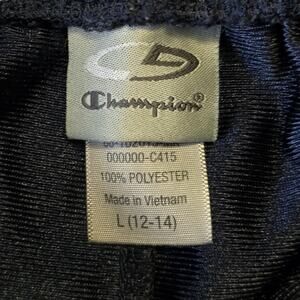 Champion
000000-C415
100% POLYESTER
Made in Vietnam
L (12-14)